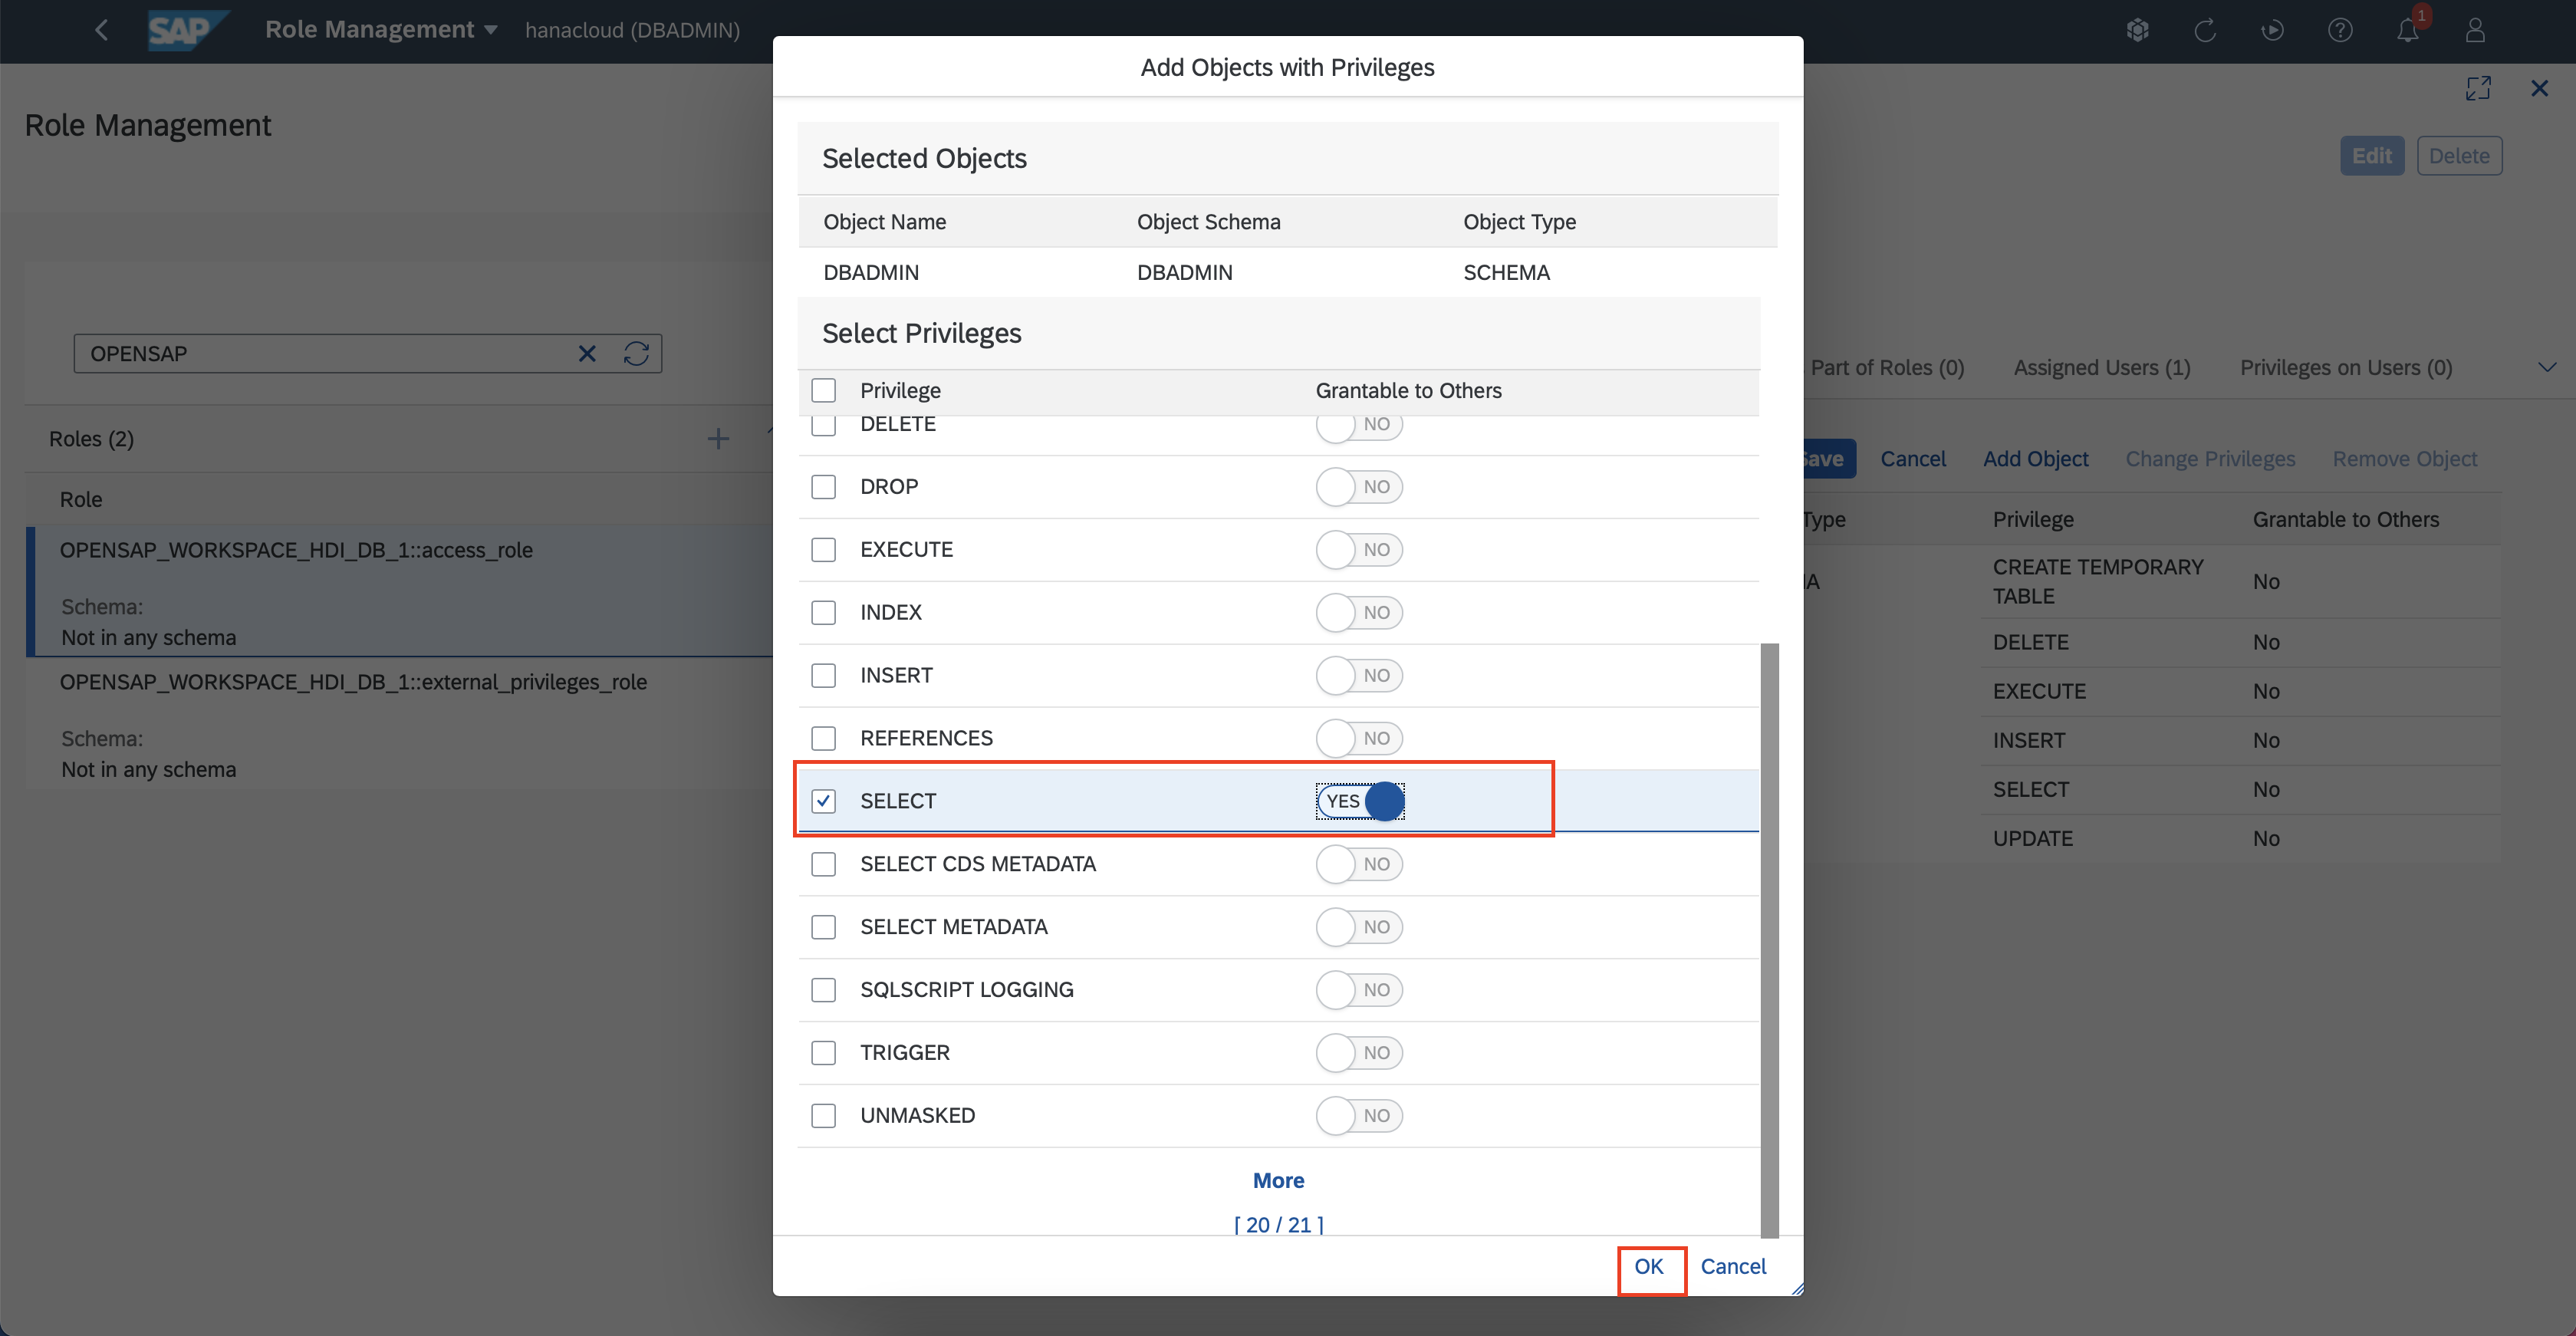 SAP Role Management hanacloud (DBADMIN) 1
Role Management
Edit Delete
OPENSAP
Roles (2)
Role
OPENSAP_WORKSPACE_HDI_DB_1::access_role
Schema:
Not in any schema
OPENSAP_WORKSPACE_HDI_DB_1::external_privileges_role
Schema:
Not in any schema
Add Objects with Privileges
Selected Objects
Object Name Object Schema Object Type
DBADMIN DBADMIN SCHEMA
Select Privileges
Privilege Grantable to Others
DELETE NO
DROP NO
EXECUTE NO
INDEX NO
INSERT NO
REFERENCES NO
SELECT YES
SELECT CDS METADATA NO
SELECT METADATA NO
SQLSCRIPT LOGGING NO
TRIGGER NO
UNMASKED NO
More
[ 20 / 21 ]
OK Cancel
Part of Roles (0) Assigned Users (1) Privileges on Users (0)
Save Cancel Add Object Change Privileges Remove Object
Type Privilege Grantable to Others
A CREATE TEMPORARY
TABLE No
DELETE No
EXECUTE No
INSERT No
SELECT No
UPDATE No